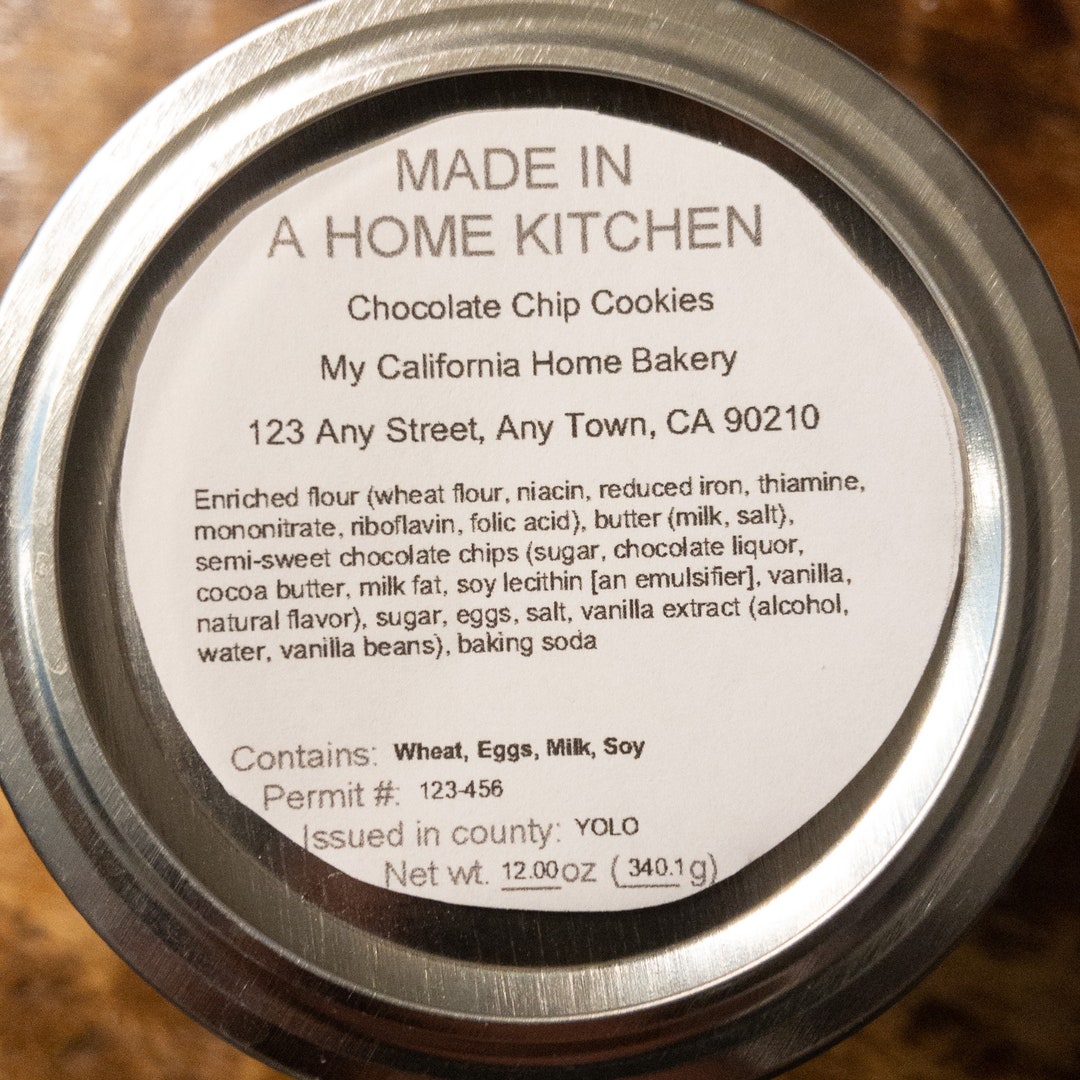 MADE IN
A HOME KITCHEN
Chocolate Chip Cookies
My California Home Bakery
123 Any Street, Any Town, CA 90210
Enriched flour (wheat flour, niacin, reduced iron, thiamine,
mononitrate, riboflavin, folic acid), butter (milk, salt),
semi-sweet chocolate chips (sugar, chocolate liquor,
cocoa butter, milk fat, soy lecithin [an emulsifier], vanilla,
natural flavor), sugar, eggs, salt, vanilla extract (alcohol,
water, vanilla beans), baking soda
Contains: Wheat, Eggs, Milk, Soy
Permit #: 123-456
Issued in county: YOLO
Net wt. 12.00oz (340.1g)